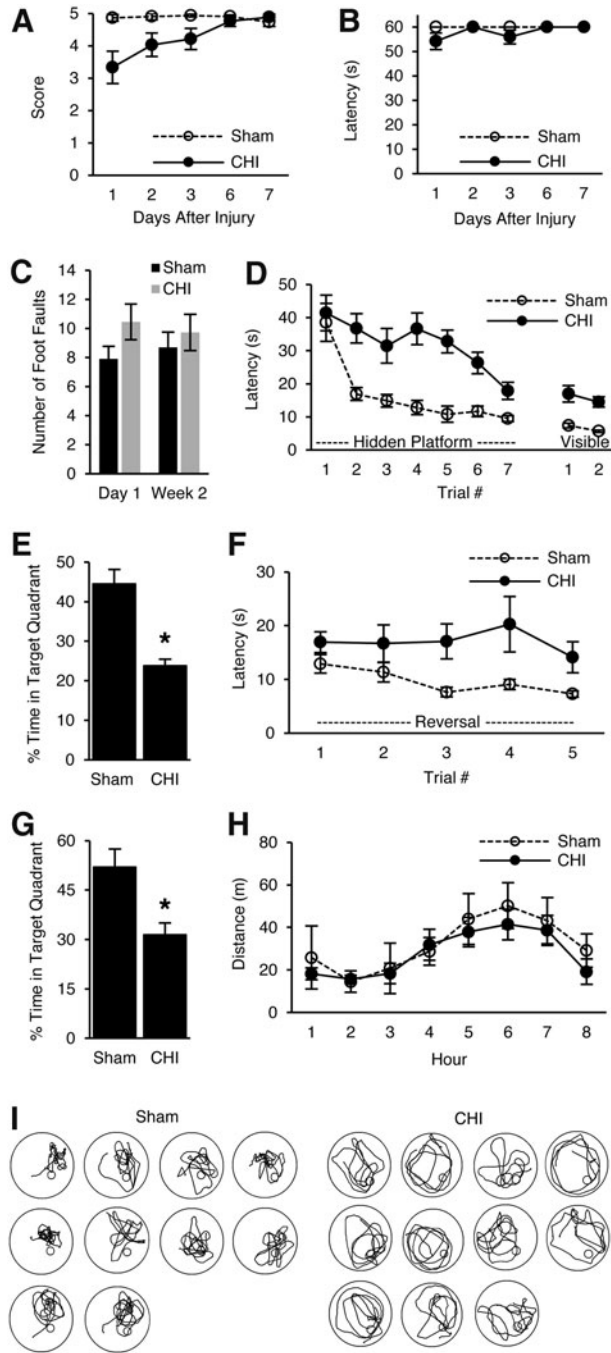 A
5
4
3
2
1
0
Score
Sham
CHI
1 2 3 6 7
Days After Injury
B
60
50
40
30
20
10
0
Latency (s)
Sham
CHI
1 2 3 6 7
Days After Injury
C
Sham
CHI
14
12
10
8
6
4
2
0
Number of Foot Faults
Day 1 Week 2
D
50
40
30
20
10
0
Latency (s)
Sham
CHI
Hidden Platform
Visible
1 2 3 4 5 6 7 1 2
Trial #
E
50
40
30
20
10
0
% Time in Target Quadrant
*
Sham CHI
F
Sham
CHI
30
20
10
0
Latency (s)
Reversal
1 2 3 4 5
Trial #
G
60
45
30
15
0
% Time in Target Quadrant
*
Sham CHI
H
Sham
CHI
80
60
40
20
0
Distance (m)
1 2 3 4 5 6 7 8
Hour
I
Sham CHI